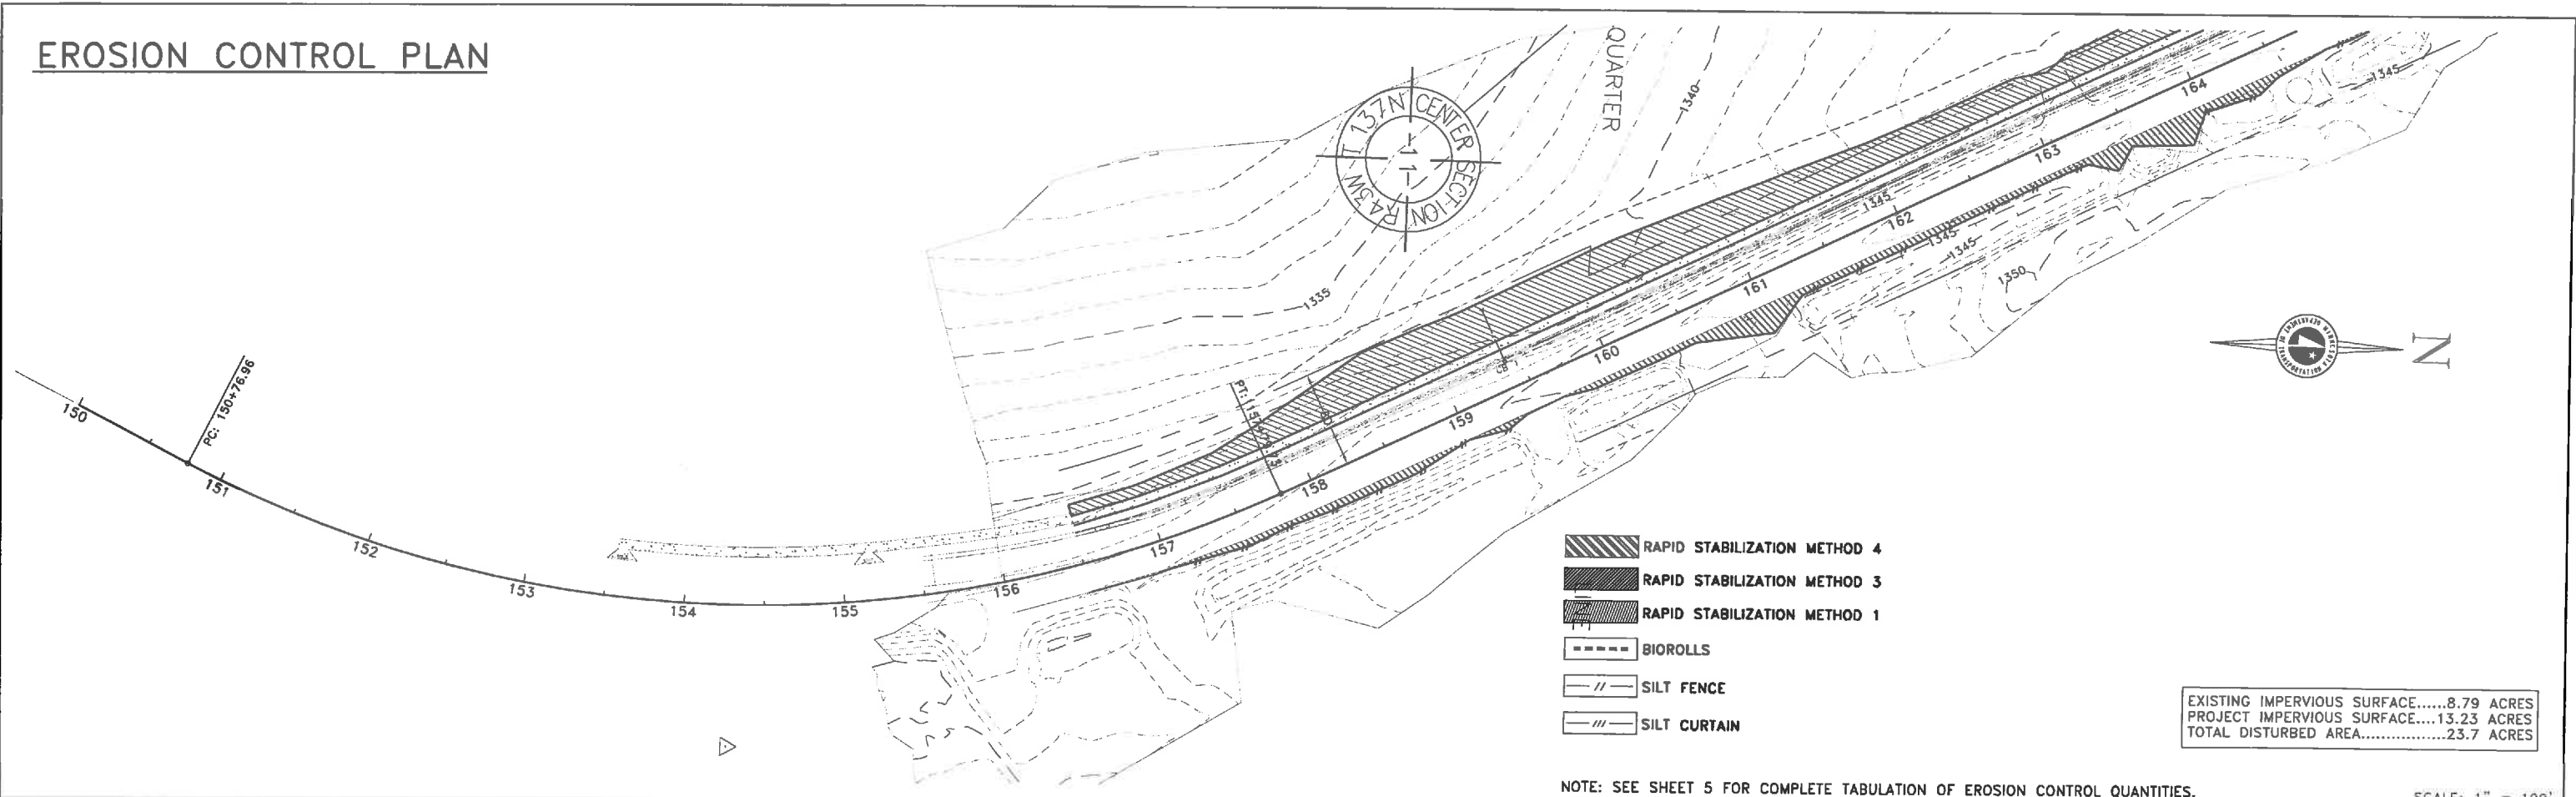 EROSION CONTROL PLAN
150
PC: 150+76.96
151
152
153
154
155
156
157
158
159
160
161
162
163
164
1335
1340
1345
1345
1345
1345
1350
QUARTER
T 137N
CENTER
SECTION
R43W
11
RAPID STABILIZATION METHOD 4
RAPID STABILIZATION METHOD 3
RAPID STABILIZATION METHOD 1
BIOROLLS
SILT FENCE
SILT CURTAIN
N
EXISTING IMPERVIOUS SURFACE......8.79 ACRES
PROJECT IMPERVIOUS SURFACE....13.23 ACRES
TOTAL DISTURBED AREA................23.7 ACRES
NOTE: SEE SHEET 5 FOR COMPLETE TABULATION OF EROSION CONTROL QUANTITIES.
SCALE: 1" = 100'